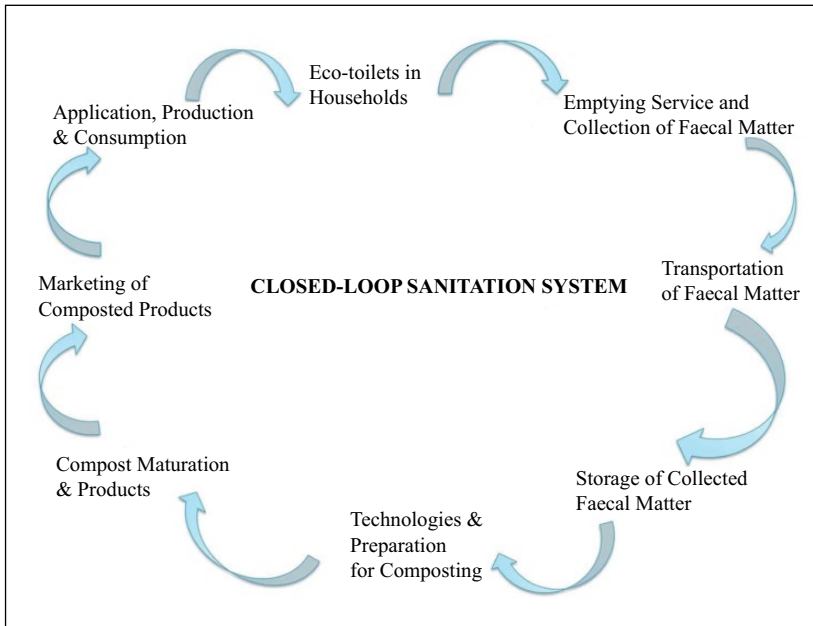 Eco-toilets in
Households
Emptying Service and
Collection of Faecal Matter
Transportation
of Faecal Matter
Storage of Collected
Faecal Matter
Technologies &
Preparation
for Composting
Compost Maturation
& Products
Marketing of
Composted Products
Application, Production
& Consumption
CLOSED-LOOP SANITATION SYSTEM